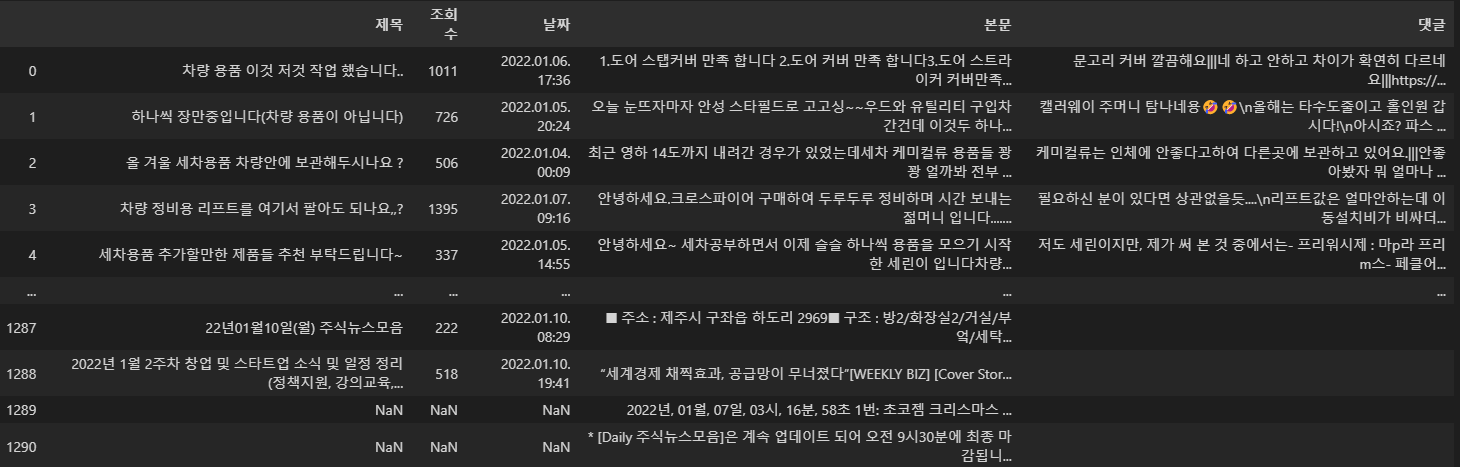 제목 조회수 날짜 본문 댓글
0 차량 용품 이것 저것 작업 했습니다.. 1011 2022.01.06. 17:36 1.도어 스탭커버 만족 합니다 2.도어 커버 만족 합니다3.도어 스트라이커 커버만족... 문고리 커버 깔끔해요|||네 하고 안하고 차이가 확연히 다르네요|||https://...
1 하나씩 장만중입니다(차량 용품이 아닙니다) 726 2022.01.05. 20:24 오늘 눈뜨자마자 안성 스타필드로 고고싱~~우드와 유틸리티 구입차 간건데 이것두 하나... 캘러웨이 주머니 탐나네용🤣🤣\n올해는 타수도줄이고 홀인원 갑시다!\n아시죠? 파스 ...
2 올 겨울 세차용품 차량안에 보관해두시나요 ? 506 2022.01.04. 00:09 최근 영하 14도까지 내려간 경우가 있었는데세차 케미컬류 용품들 꽝꽝 얼까봐 전부 ... 케미컬류는 인체에 안좋다고하여 다른곳에 보관하고 있어요.|||안좋아봤자 뭐 얼마나 ...
3 차량 정비용 리프트를 여기서 팔아도 되나요,,? 1395 2022.01.07. 09:16 안녕하세요.크로스파이어 구매하여 두루두루 정비하며 시간 보내는 젊머니 입니다....... 필요하신 분이 있다면 상관없을듯....\n리프트값은 얼마안하는데 이동설치비가 비싸더...
4 세차용품 추가할만한 제품들 추천 부탁드립니다~ 337 2022.01.05. 14:55 안녕하세요~ 세차공부하면서 이제 슬슬 하나씩 용품을 모으기 시작한 세린이 입니다차량... 저도 세린이지만, 제가 써 본 것 중에서는- 프리워시제 : 마p라 프리m스- 페클어...
... ... ... ... ... ...
1287 22년01월10일(월) 주식뉴스모음 222 2022.01.10. 08:29 ■ 주소 : 제주시 구좌읍 하도리 2969■ 구조 : 방2/화장실2/거실/부엌/세탁...
1288 2022년 1월 2주차 창업 및 스타트업 소식 및 일정 정리(정책지원, 강의교육,... 518 2022.01.10. 19:41 “세계경제 채찍효과, 공급망이 무너졌다”[WEEKLY BIZ] [Cover Stor...
1289 NaN NaN NaN 2022년, 01월, 07일, 03시, 16분, 58초 1번: 초코젬 크리스마스 ...
1290 NaN NaN NaN * [Daily 주식뉴스모음]은 계속 업데이트 되어 오전 9시30분에 최종 마감됩니...